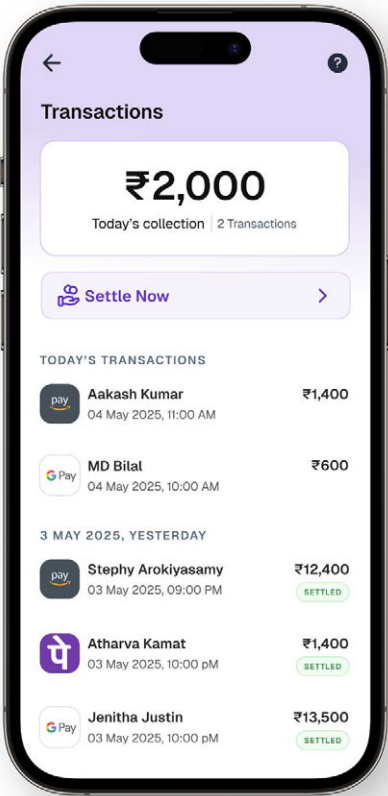 ?
Transactions
₹2,000
Today's collection | 2 Transactions
Settle Now
TODAY'S TRANSACTIONS
pay
Aakash Kumar
₹1,400
04 May 2025, 11:00 AM
G Pay
MD Bilal
₹600
04 May 2025, 10:00 AM
3 MAY 2025, YESTERDAY
pay
Stephy Arokiyasamy
₹12,400
03 May 2025, 09:00 PM
SETTLED
पे
Atharva Kamat
₹1,400
03 May 2025, 10:00 pM
SETTLED
G Pay
Jenitha Justin
₹13,500
03 May 2025, 10:00 pM
SETTLED